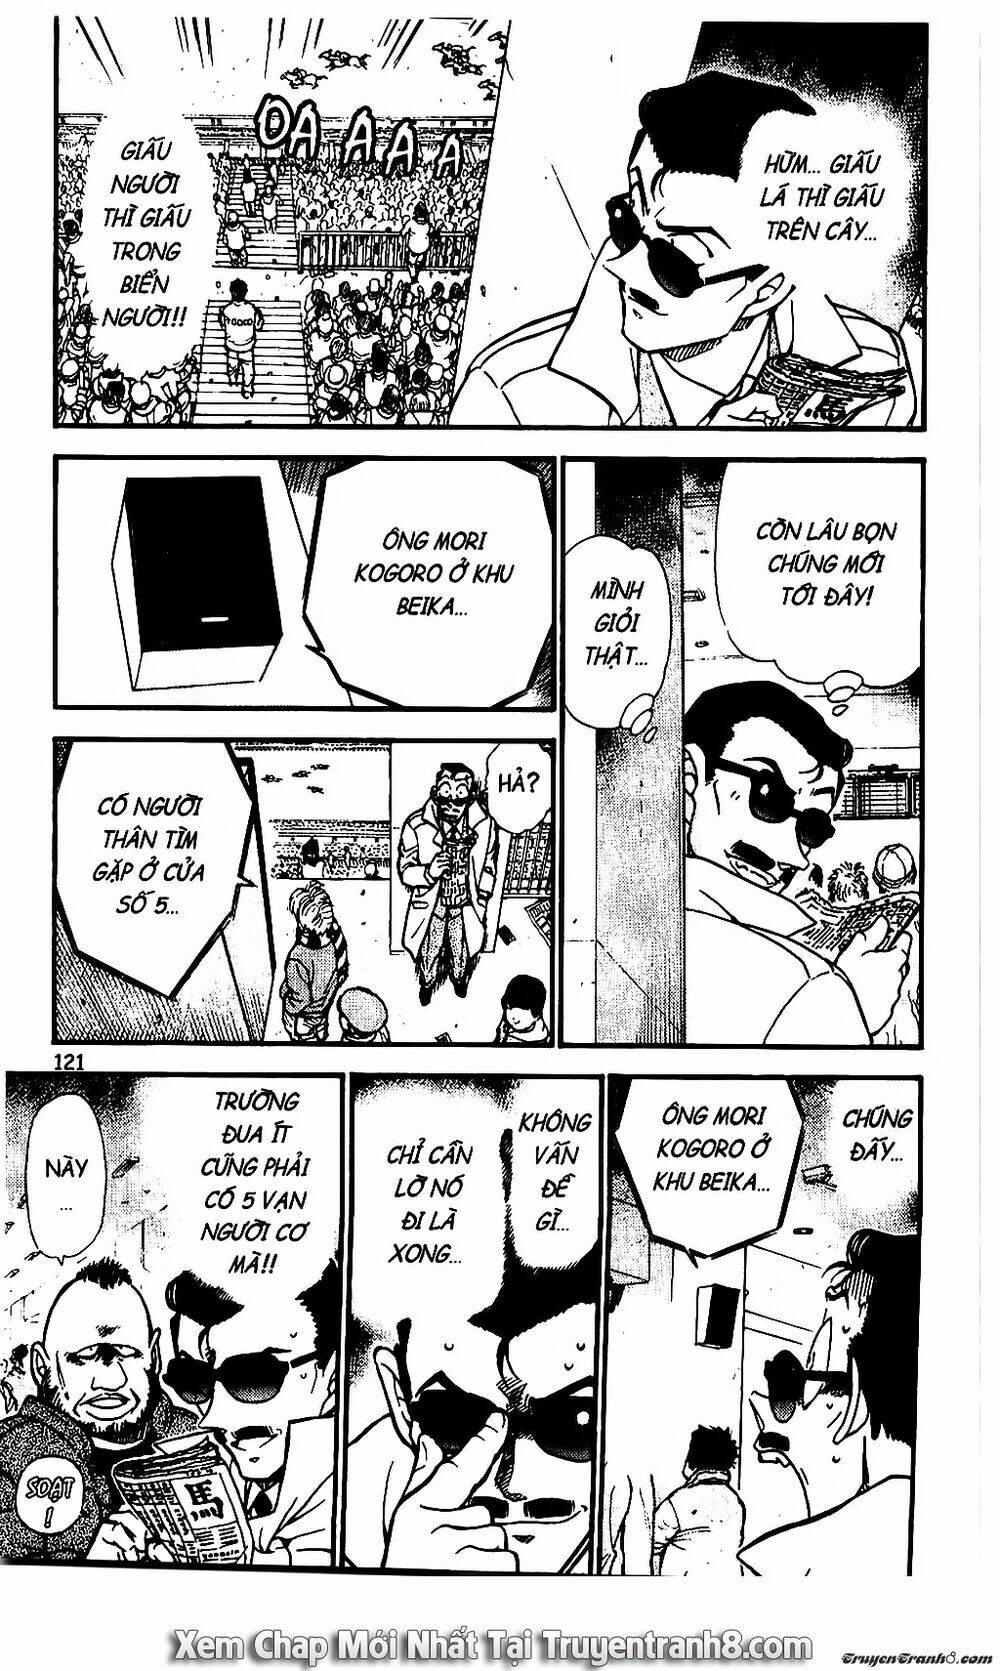 HỪM... GIẤU
LÁ THÌ GIẤU
TRÊN CÂY...
OA A A A
GIẤU
NGƯỜI
THÌ GIẤU
TRONG
BIỂN
NGƯỜI!!
CÒN LÂU BỌN
CHÚNG MỚI
TỚI ĐÂY!
MÌNH
GIỎI
THẬT...
ÔNG MORI
KOGORO Ở KHU
BEIKA...
HẢ?
CÓ NGƯỜI
THÂN TÌM
GẶP Ở CỬA
SỐ 5...
121
CHÚNG
ĐẤY...
ÔNG MORI
KOGORO Ở
KHU BEIKA...
KHÔNG
VẤN
ĐỀ
GÌ...
CHỈ CẦN
LỜ NÓ
ĐI LÀ
XONG...
TRƯỜNG
ĐUA ÍT
CŨNG PHẢI
CÓ 5 VẠN
NGƯỜI CƠ
MÀ!!
NÀY
...
SOẠT
!
Xem Chap Mới Nhất Tại Truyentranh8.com
TruyenTranh8.com